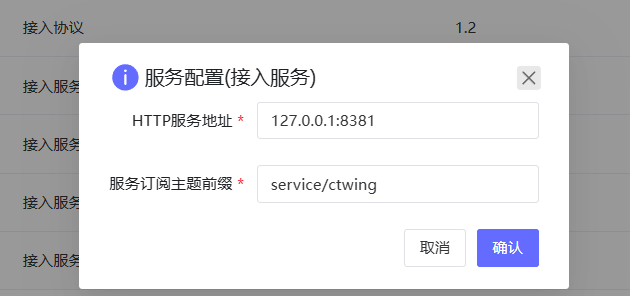 接入协议 1.2
服务配置(接入服务)
接入服务
HTTP服务地址 * 127.0.0.1:8381
接入服务
服务订阅主题前缀 * service/ctwing
接入服务
取消 确认
接入服务